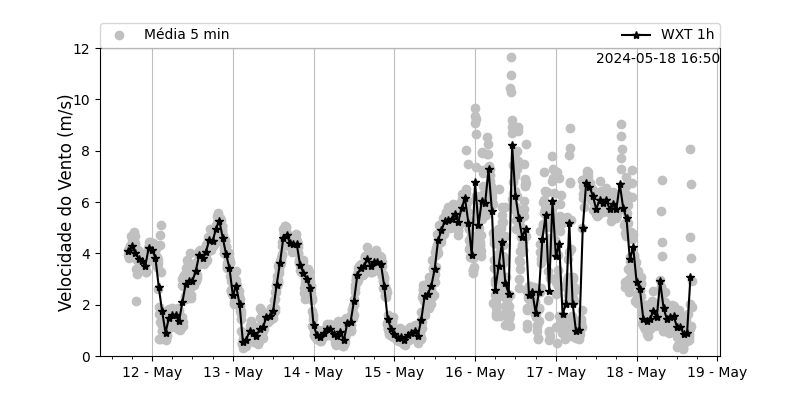 Média 5 min
WXT 1h
2024-05-18 16:50
Velocidade do Vento (m/s)
12
10
8
6
4
2
0
12 - May
13 - May
14 - May
15 - May
16 - May
17 - May
18 - May
19 - May